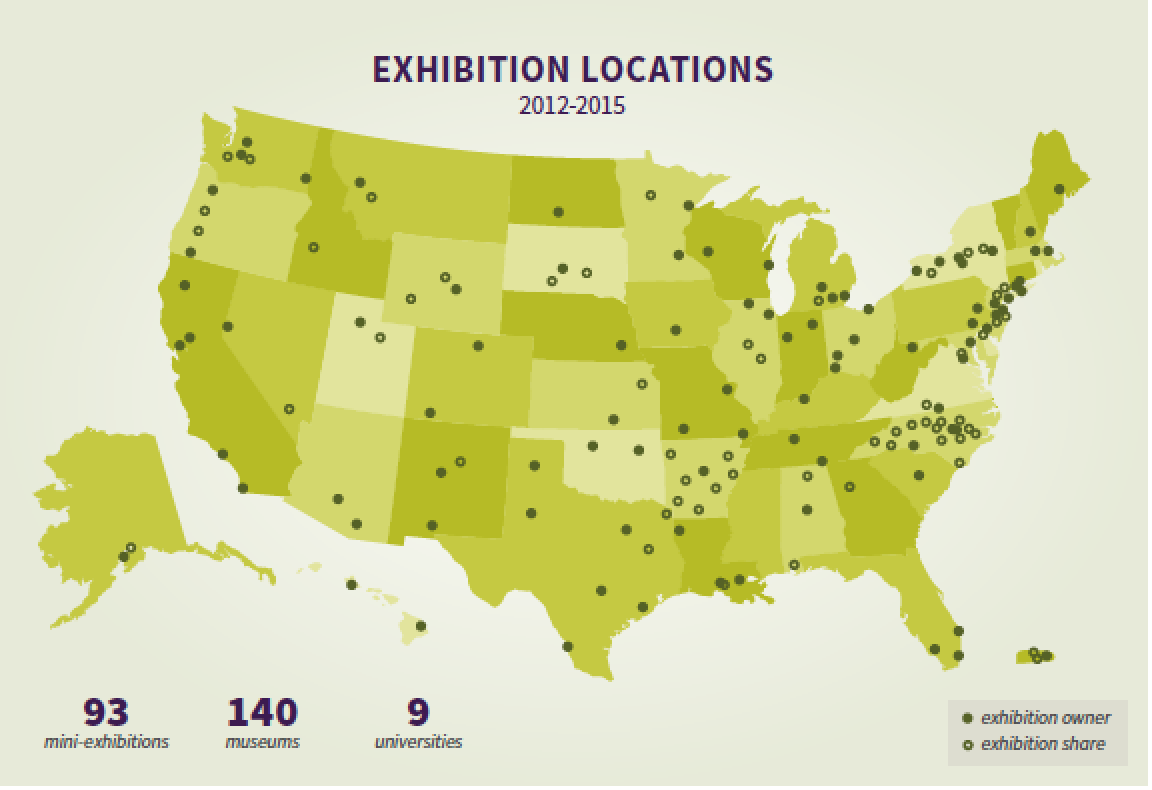 EXHIBITION LOCATIONS
2012-2015
93
mini-exhibitions
140
museums
9
universities
exhibition owner
exhibition share